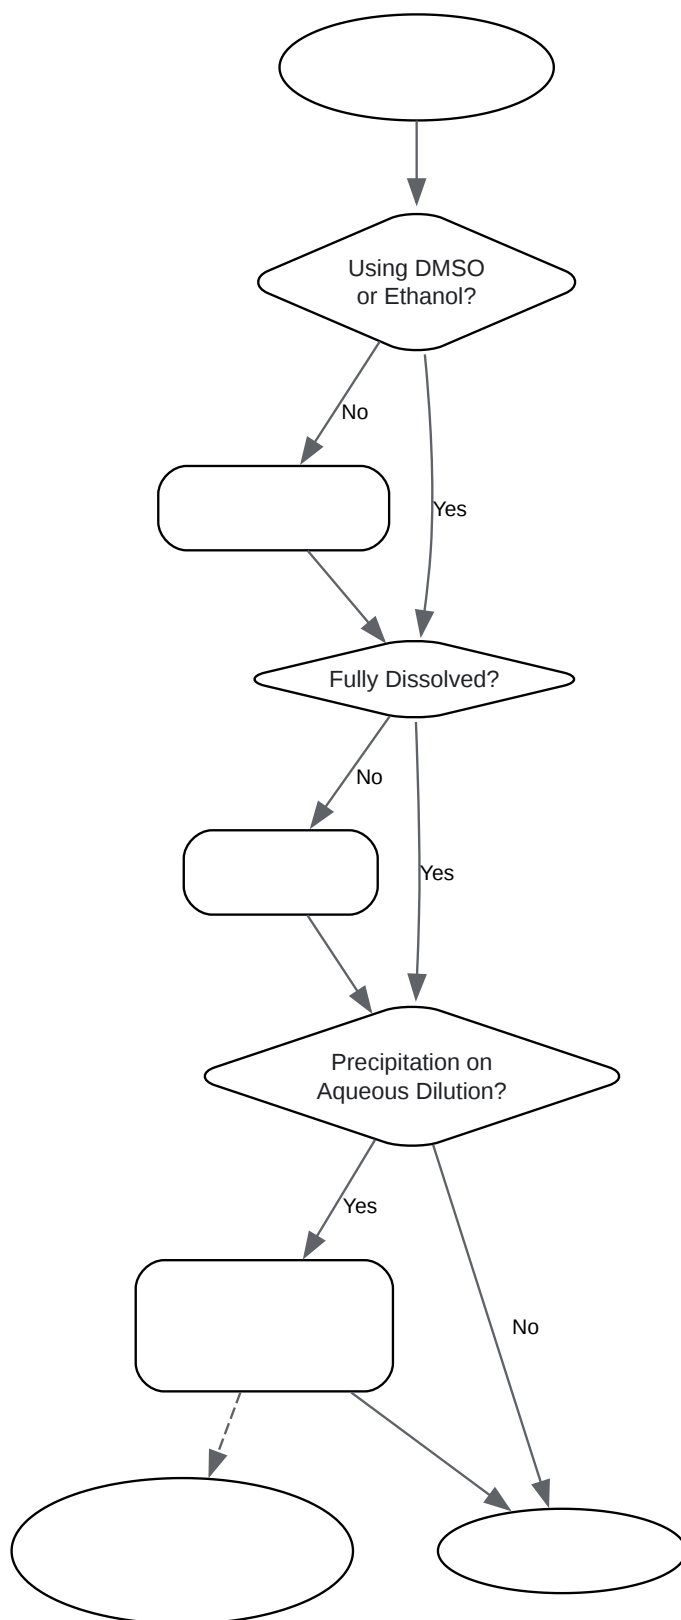 Using DMSO
or Ethanol?
No
Yes
Fully Dissolved?
No
Yes
Precipitation on
Aqueous Dilution?
Yes
No